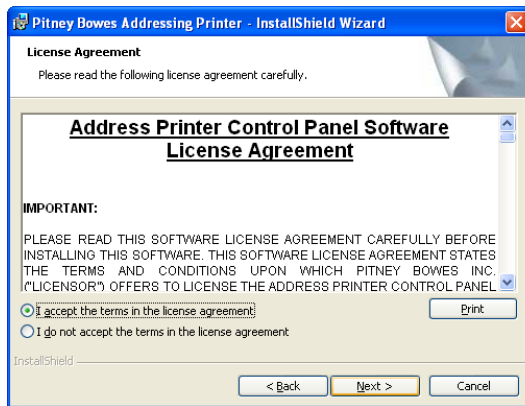 Pitney Bowes Addressing Printer - InstallShield Wizard
License Agreement
Please read the following license agreement carefully.
Address Printer Control Panel Software
License Agreement
IMPORTANT:
PLEASE READ THIS SOFTWARE LICENSE AGREEMENT CAREFULLY BEFORE
INSTALLING THIS SOFTWARE. THIS SOFTWARE LICENSE AGREEMENT STATES
THE TERMS AND CONDITIONS UPON WHICH PITNEY BOWES INC.
("LICENSOR") OFFERS TO LICENSE THE ADDRESS PRINTER CONTROL PANEL
I accept the terms in the license agreement
Print
I do not accept the terms in the license agreement
InstallShield
< Back
Next >
Cancel